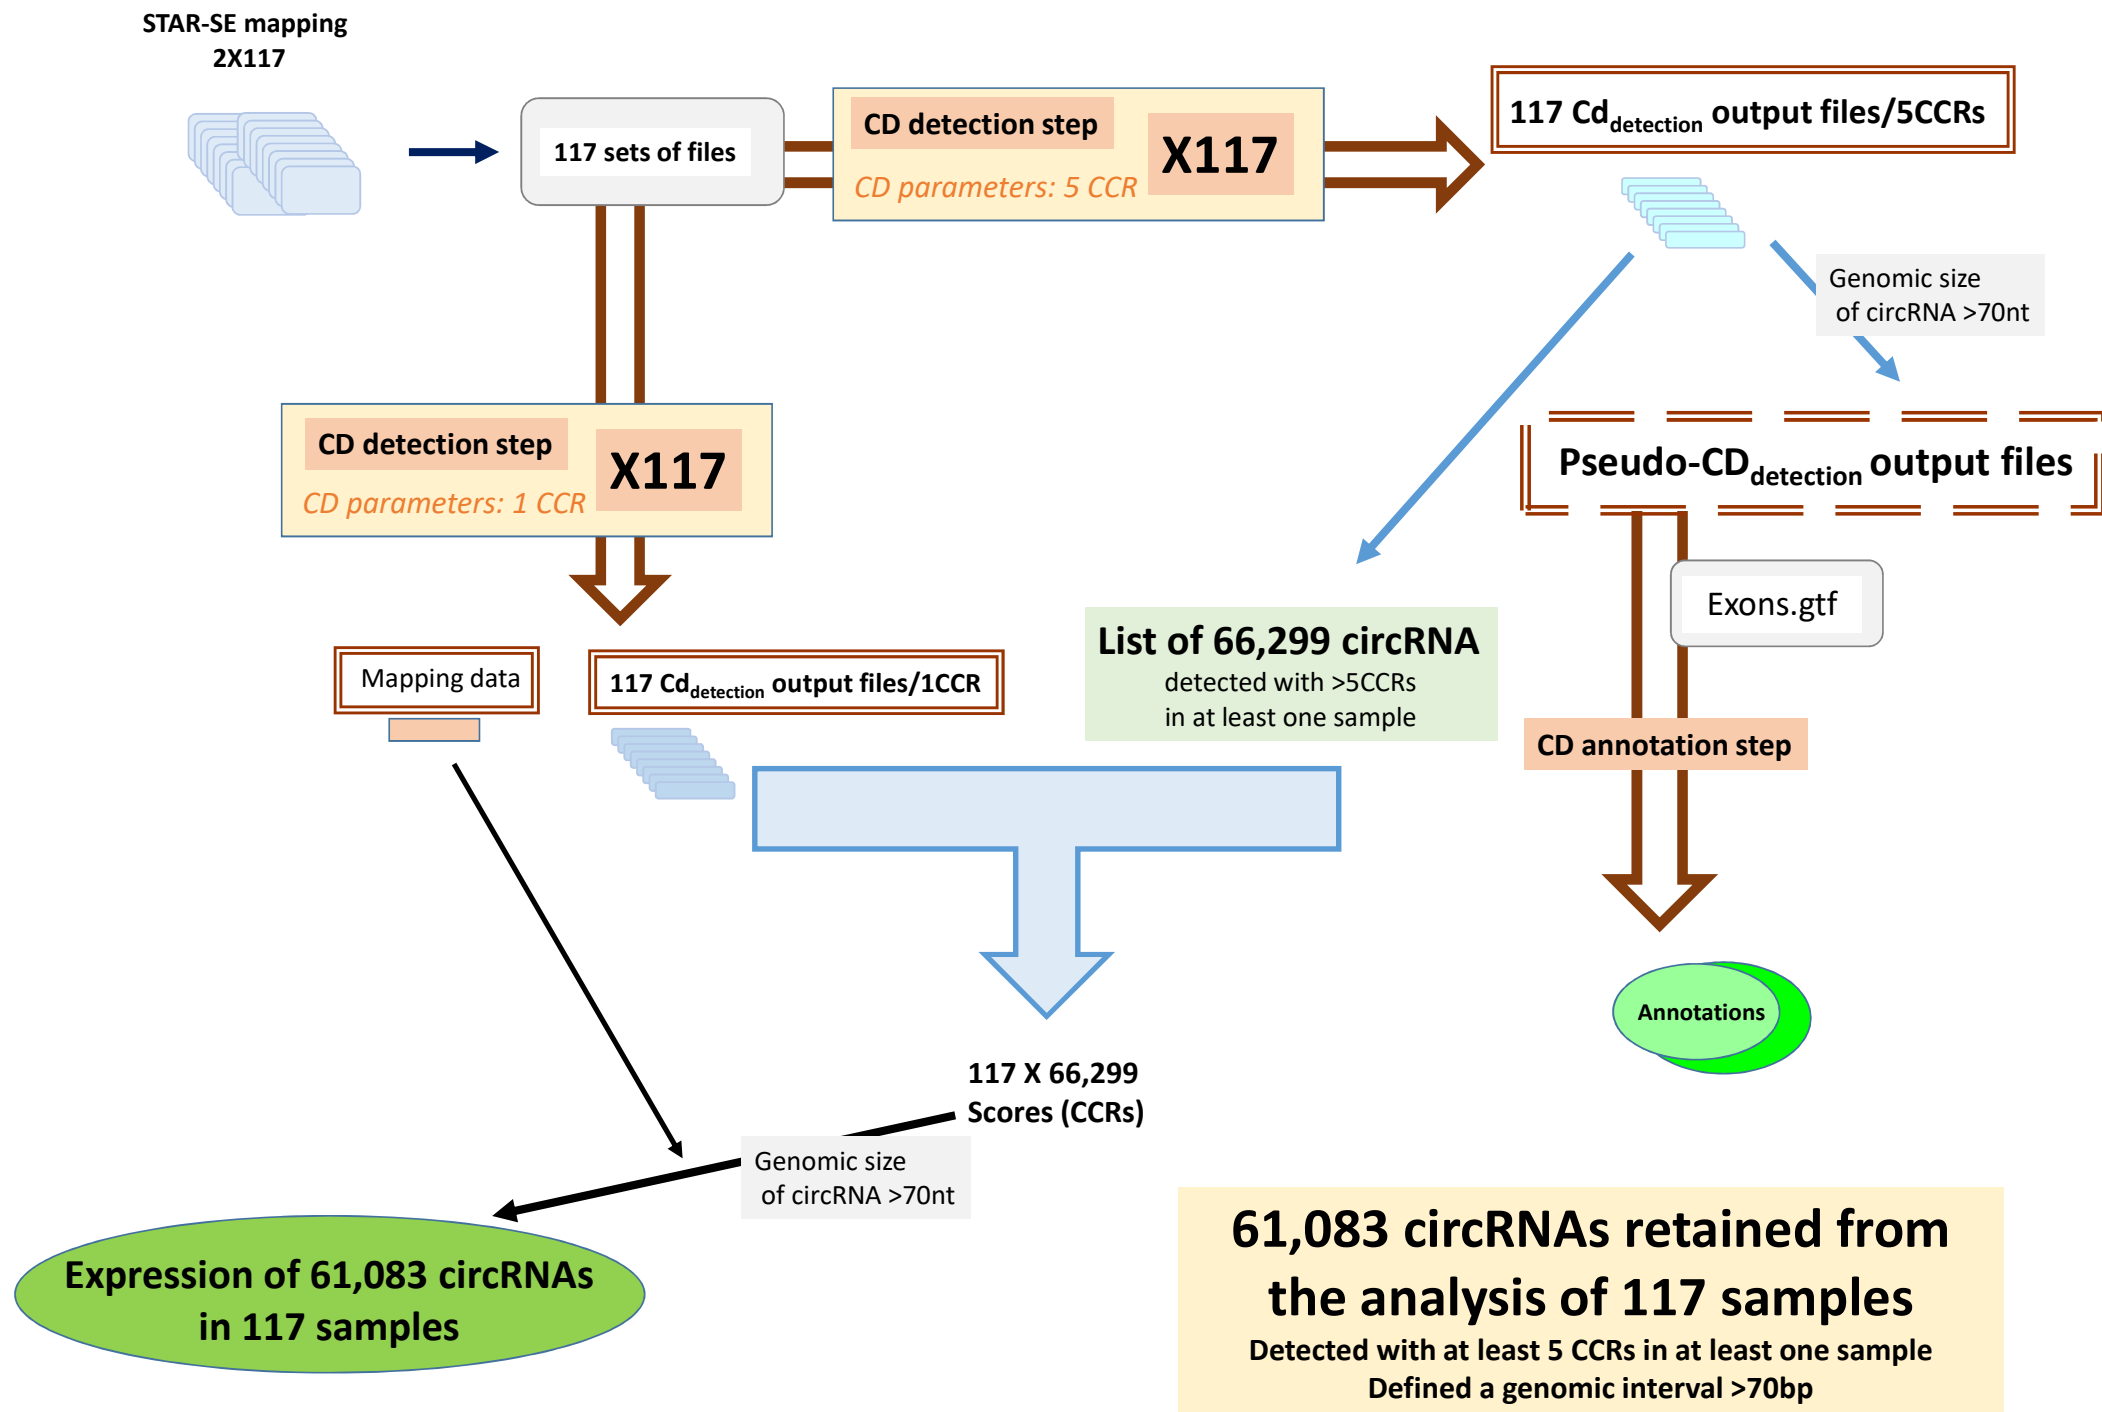 STAR-SE mapping
2X117
117 sets of files
CD detection step
CD parameters: 5 CCR
X117
117 Cddetection output files/5CCRs
Genomic size
of circRNA >70nt
CD detection step
CD parameters: 1 CCR
X117
Pseudo-CDdetection output files
Exons.gtf
List of 66,299 circRNA
detected with >5CCRs
in at least one sample
Mapping data
117 Cddetection output files/1CCR
CD annotation step
Annotations
117 X 66,299
Scores (CCRs)
Genomic size
of circRNA >70nt
Expression of 61,083 circRNAs
in 117 samples
61,083 circRNAs retained from
the analysis of 117 samples
Detected with at least 5 CCRs in at least one sample
Defined a genomic interval >70bp